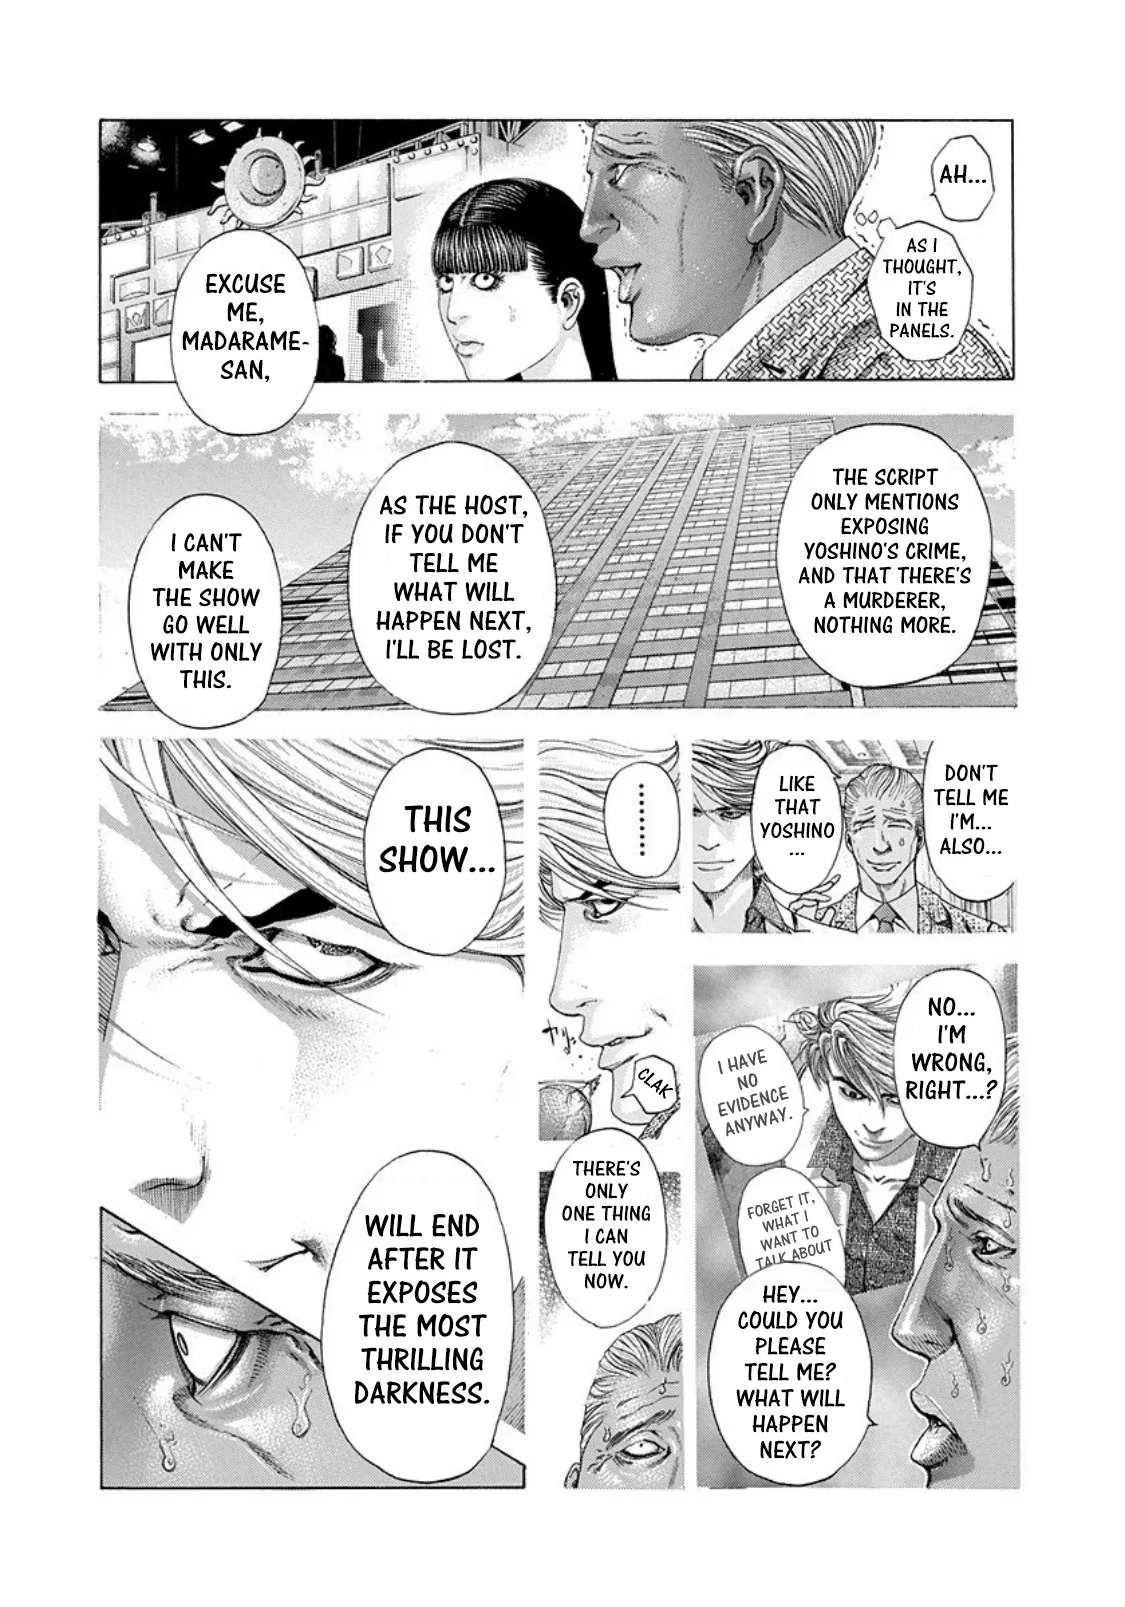 AH...
AS I
THOUGHT,
IT'S
IN THE
PANELS.
EXCUSE
ME,
MADARAME-
SAN,
THE SCRIPT
ONLY MENTIONS
EXPOSING
YOSHINO'S CRIME,
AND THAT THERE'S
A MURDERER,
NOTHING MORE.
AS THE HOST,
IF YOU DON'T
TELL ME
WHAT WILL
HAPPEN NEXT,
I'LL BE LOST.
I CAN'T
MAKE
THE SHOW
GO WELL
WITH ONLY
THIS.
DON'T
TELL ME
I'M...
ALSO...
LIKE
THAT
YOSHINO
...
NO...
I'M
WRONG,
RIGHT...?
I HAVE
NO
EVIDENCE
ANYWAY.
FORGET IT,
WHAT I
WANT TO
TALK ABOUT
HEY...
COULD YOU
PLEASE
TELL ME?
WHAT WILL
HAPPEN
NEXT?
.........
CLAK
THERE'S
ONLY
ONE THING
I CAN
TELL YOU
NOW.
THIS
SHOW...
WILL END
AFTER IT
EXPOSES
THE MOST
THRILLING
DARKNESS.